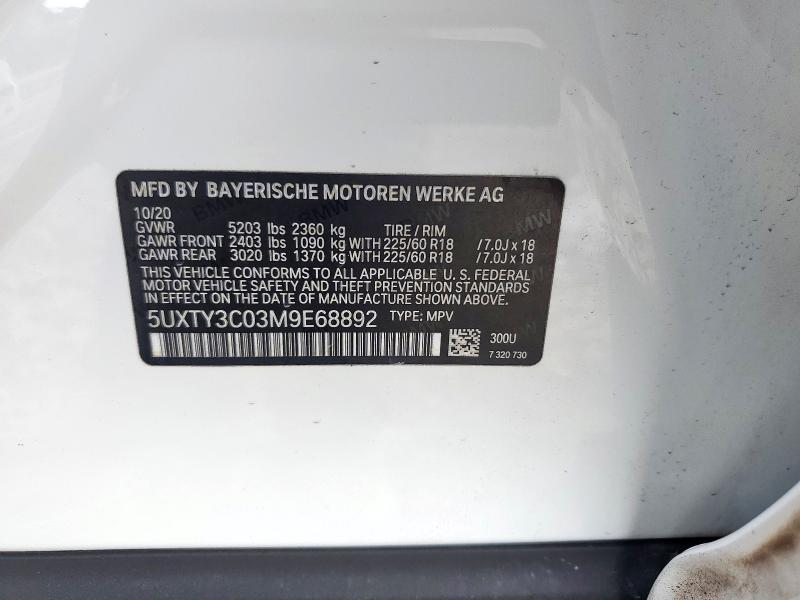 MFD BY BAYERISCHE MOTOREN WERKE AG
10/20
GVWR 5203 lbs 2360 kg TIRE / RIM
GAWR FRONT 2403 lbs 1090 kg WITH 225/60 R18 /7.0J x 18
GAWR REAR 3020 lbs 1370 kg WITH 225/60 R18 /7.0J x 18
THIS VEHICLE CONFORMS TO ALL APPLICABLE U. S. FEDERAL
MOTOR VEHICLE SAFETY AND THEFT PREVENTION STANDARDS
IN EFFECT ON THE DATE OF MANUFACTURE SHOWN ABOVE.
5UXTY3C03M9E68892 TYPE: MPV
300U
7 320 730